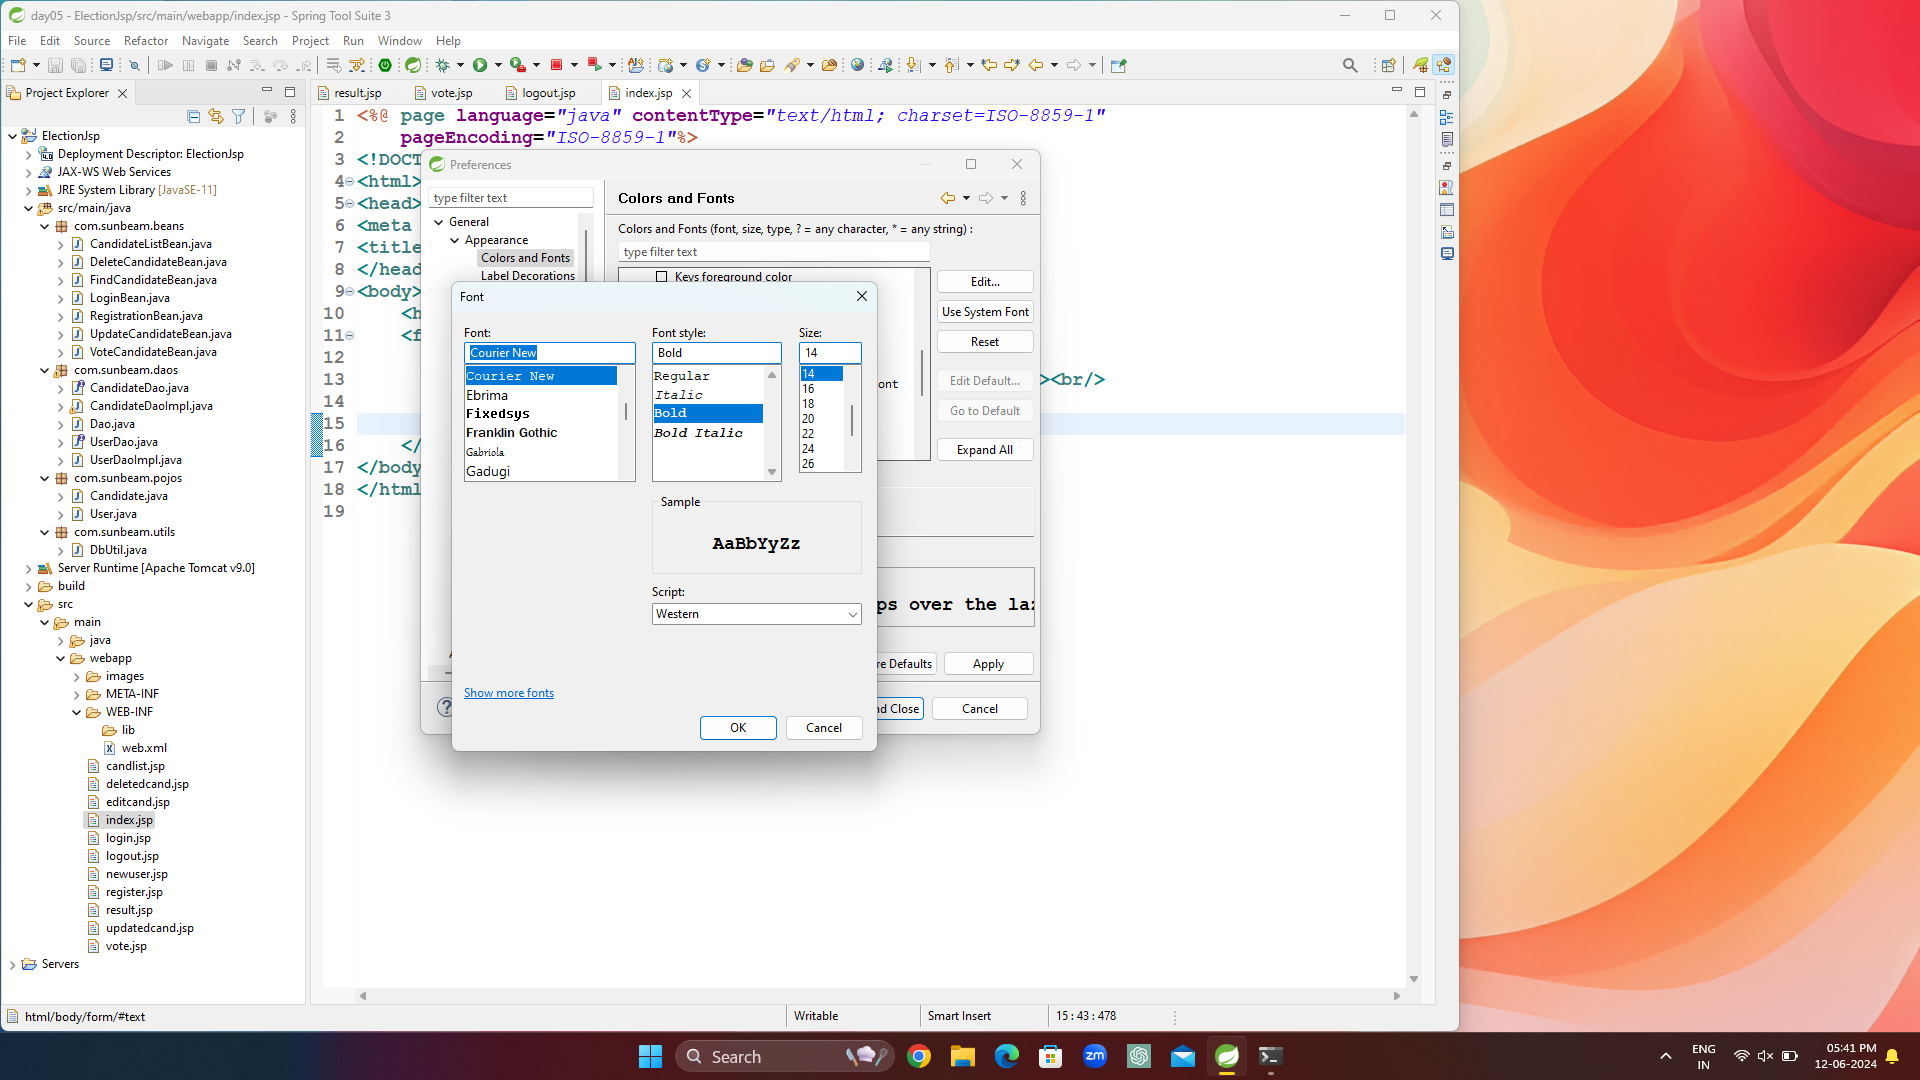 day05 - ElectionJsp/src/main/webapp/index.jsp - Spring Tool Suite 3
File Edit Source Refactor Navigate Search Project Run Window Help
Project Explorer
ElectionJsp
Deployment Descriptor: ElectionJsp
JAX-WS Web Services
JRE System Library [JavaSE-11]
src/main/java
com.sunbeam.beans
CandidateListBean.java
DeleteCandidateBean.java
FindCandidateBean.java
LoginBean.java
RegistrationBean.java
UpdateCandidateBean.java
VoteCandidateBean.java
com.sunbeam.daos
CandidateDao.java
CandidateDaoImpl.java
Dao.java
UserDao.java
UserDaoImpl.java
com.sunbeam.pojos
Candidate.java
User.java
com.sunbeam.utils
DbUtil.java
Server Runtime [Apache Tomcat v9.0]
build
src
main
java
webapp
images
META-INF
WEB-INF
lib
web.xml
candlist.jsp
deletedcand.jsp
editcand.jsp
index.jsp
login.jsp
logout.jsp
newuser.jsp
register.jsp
result.jsp
updatedcand.jsp
vote.jsp
Servers
result.jsp vote.jsp logout.jsp index.jsp
1 <%@ page language="java" contentType="text/html; charset=ISO-8859-1"
2 pageEncoding="ISO-8859-1"%>
3 <!DOCT
4 <html>
5 <head>
6 <meta
7 <title
8 </head
9 <body>
10 <h
11 <f
12
13 ><br/>
14
15
16 </
17 </body
18 </html
19
Preferences
type filter text
General
Appearance
Colors and Fonts
Label Decorations
Colors and Fonts
Colors and Fonts (font, size, type, ? = any character, * = any string) :
type filter text
Keys foreground color
ont
Edit...
Use System Font
Reset
Edit Default...
Go to Default
Expand All
ps over the laz
re Defaults
Apply
nd Close
Cancel
Font
Font:
Courier New
Courier New
Ebrima
Fixedsys
Franklin Gothic
Gabriola
Gadugi
Font style:
Bold
Regular
Italic
Bold
Bold Italic
Size:
14
14
16
18
20
22
24
26
Sample
AaBbYyZz
Script:
Western
Show more fonts
OK
Cancel
html/body/form/#text
Writable
Smart Insert
15 : 43 : 478
Search
zm
ENG
IN
05:41 PM
12-06-2024